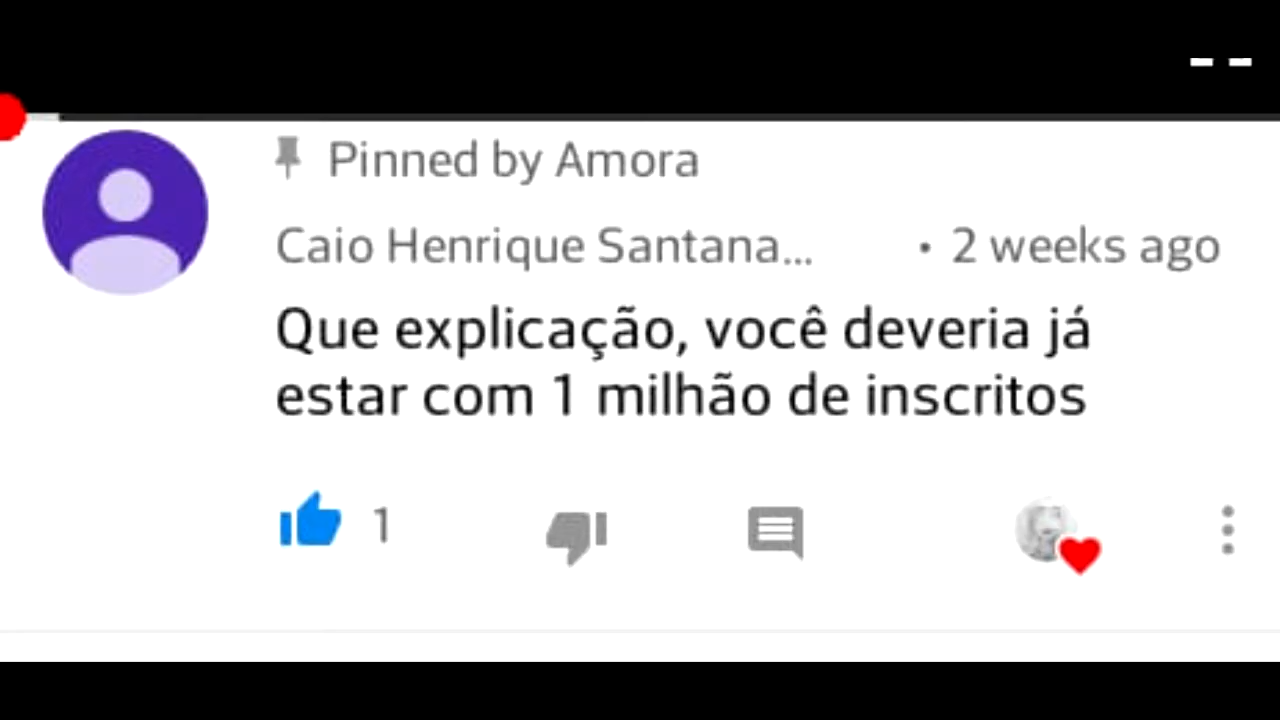 Pinned by Amora
Caio Henrique Santana... • 2 weeks ago
Que explicação, você deveria já
estar com 1 milhão de inscritos
1